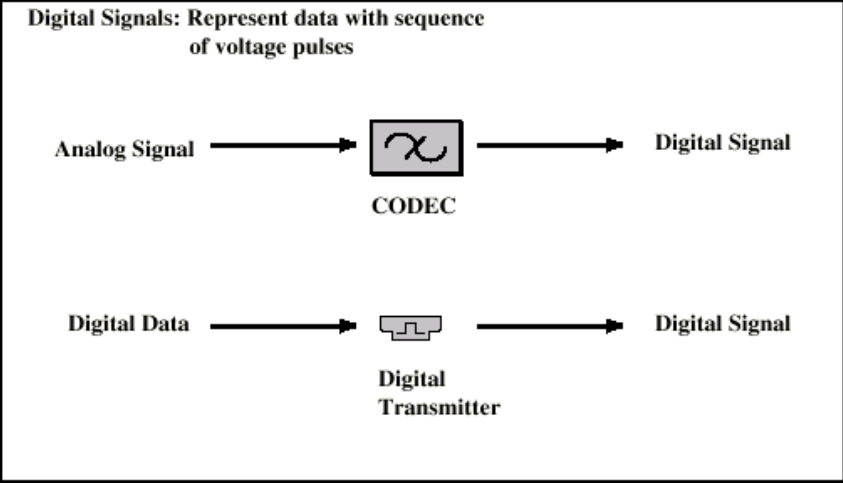 Digital Signals: Represent data with sequence
of voltage pulses
Analog Signal
Digital Signal
CODEC
Digital Data
Digital Signal
Digital
Transmitter